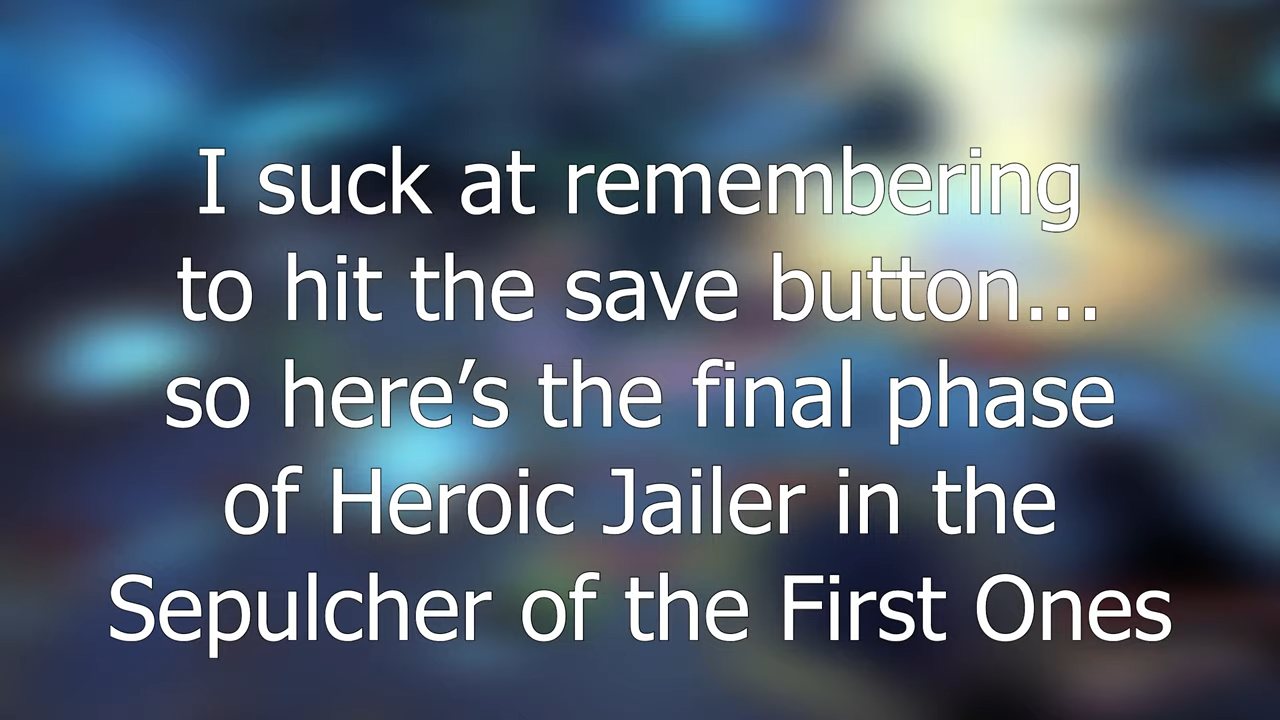 I suck at remembering
to hit the save button...
so here’s the final phase
of Heroic Jailer in the
Sepulcher of the First Ones